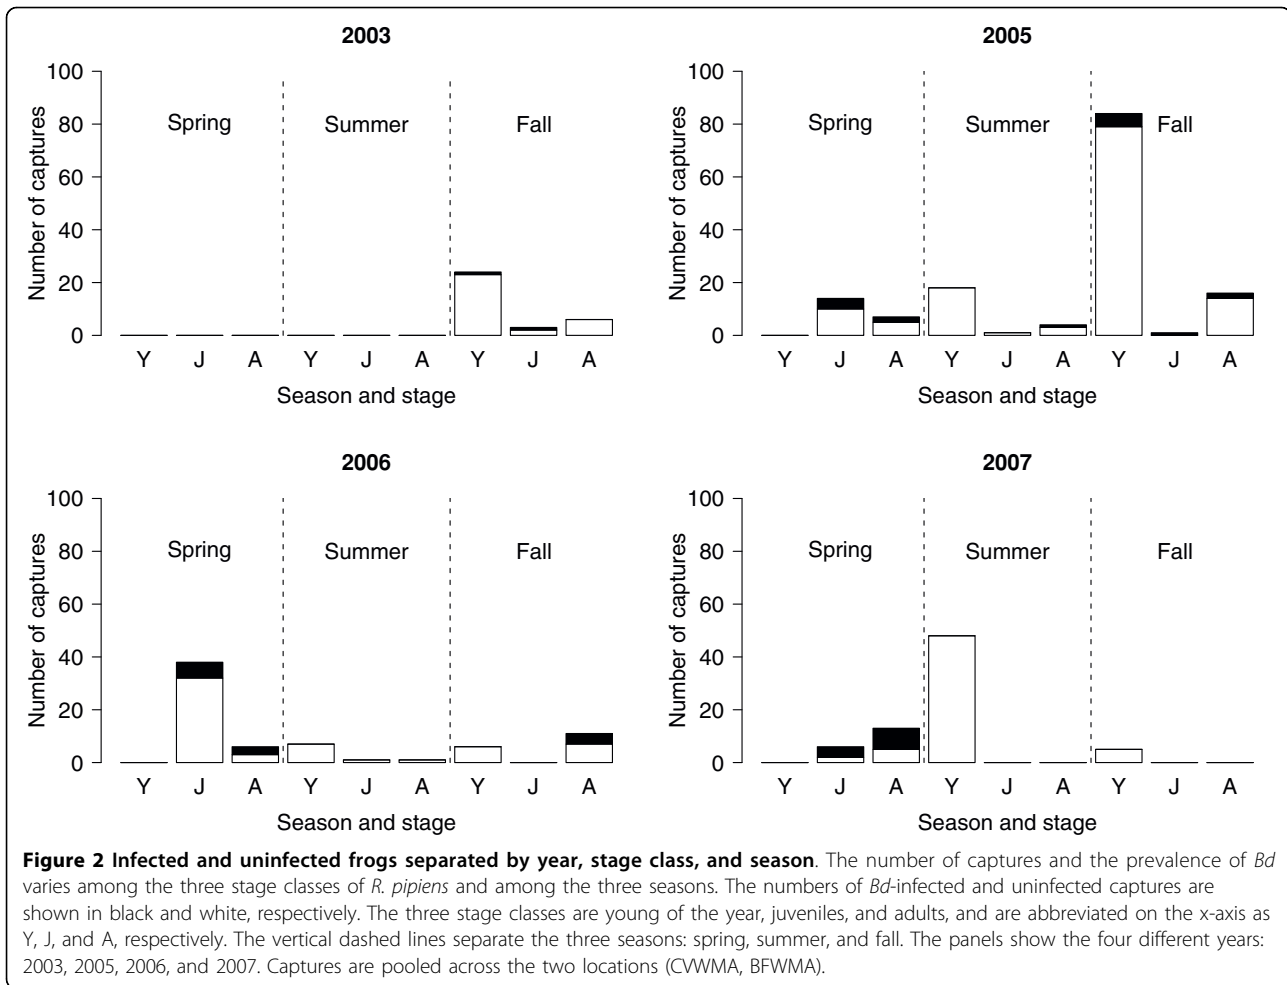 2003
100
80
60
40
20
0
Number of captures
Spring
Summer
Fall
Y J A Y J A Y J A
Season and stage
2005
100
80
60
40
20
0
Number of captures
Spring
Summer
Fall
Y J A Y J A Y J A
Season and stage
2006
100
80
60
40
20
0
Number of captures
Spring
Summer
Fall
Y J A Y J A Y J A
Season and stage
2007
100
80
60
40
20
0
Number of captures
Spring
Summer
Fall
Y J A Y J A Y J A
Season and stage
Figure 2 Infected and uninfected frogs separated by year, stage class, and season. The number of captures and the prevalence of Bd
varies among the three stage classes of R. pipiens and among the three seasons. The numbers of Bd-infected and uninfected captures are
shown in black and white, respectively. The three stage classes are young of the year, juveniles, and adults, and are abbreviated on the x-axis as
Y, J, and A, respectively. The vertical dashed lines separate the three seasons: spring, summer, and fall. The panels show the four different years:
2003, 2005, 2006, and 2007. Captures are pooled across the two locations (CVWMA, BFWMA).